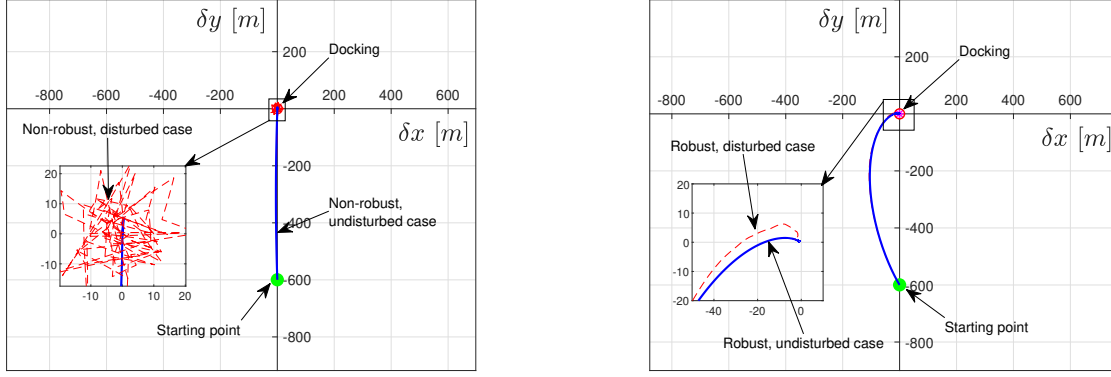 δy [m]
200
Docking
-800 -600 -400 -200 200 400 600
δx [m]
Non-robust, disturbed case
-200
20
10
0
-10
-10 0 10 20
Non-robust,
undisturbed case
-400
-600
Starting point
-800
δy [m]
200
Docking
-800 -600 -400 -200 200 400 600
δx [m]
Robust, disturbed case
-200
20
10
0
-10
-20
-40 -20 0
-400
Robust, undisturbed case
-600
Starting point
-800